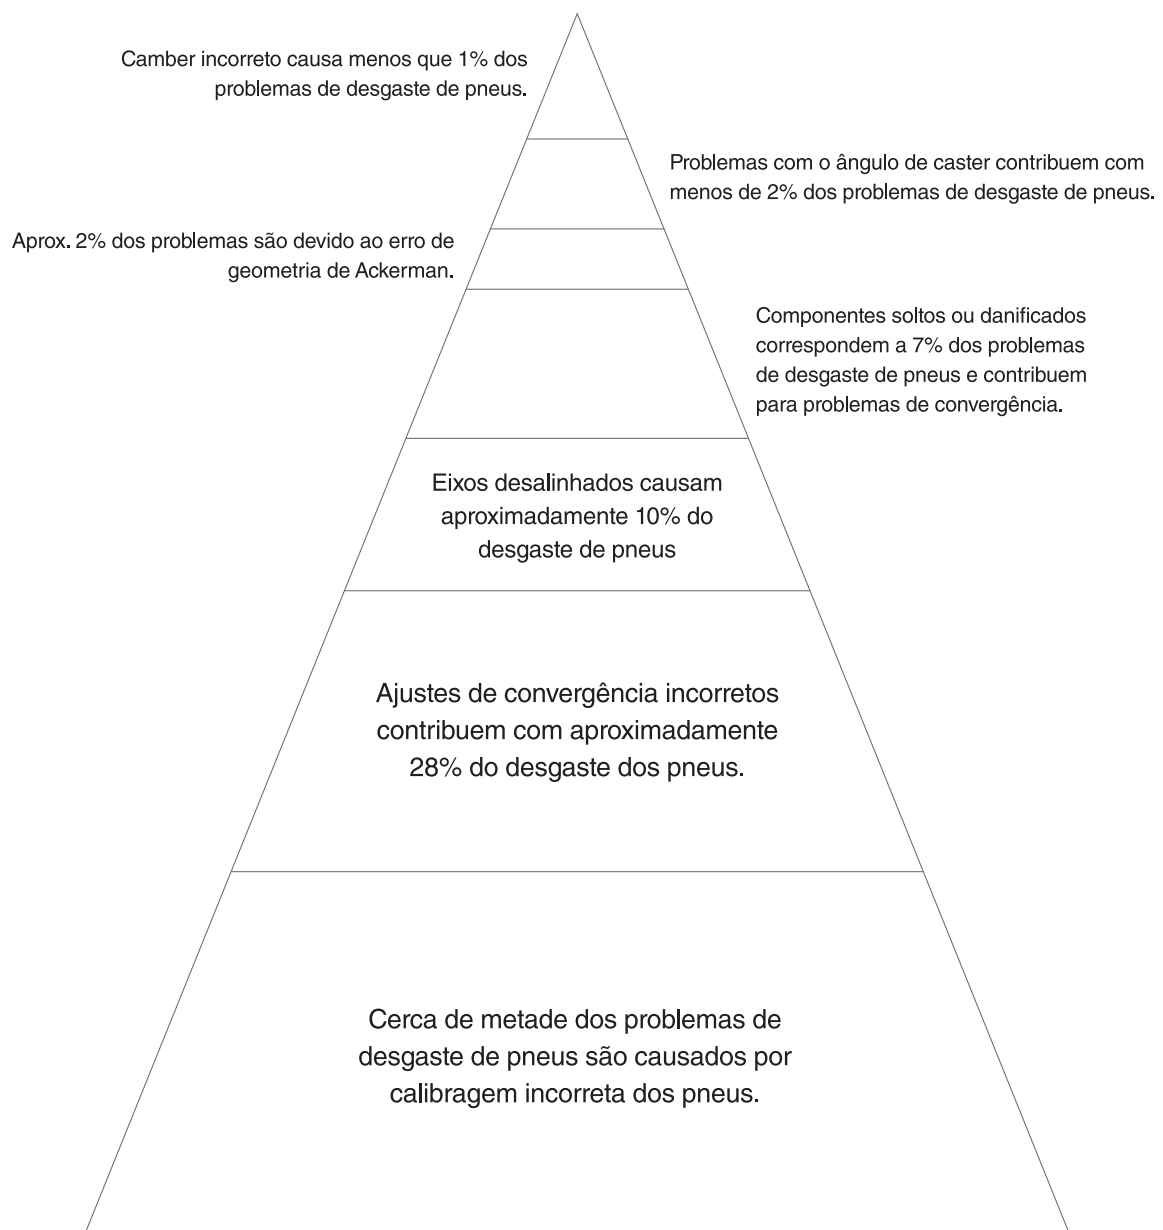 Camber incorreto causa menos que 1% dos
problemas de desgaste de pneus.
Problemas com o ângulo de caster contribuem com
menos de 2% dos problemas de desgaste de pneus.
Aprox. 2% dos problemas são devido ao erro de
geometria de Ackerman.
Componentes soltos ou danificados
correspondem a 7% dos problemas
de desgaste de pneus e contribuem
para problemas de convergência.
Eixos desalinhados causam
aproximadamente 10% do
desgaste de pneus
Ajustes de convergência incorretos
contribuem com aproximadamente
28% do desgaste dos pneus.
Cerca de metade dos problemas de
desgaste de pneus são causados por
calibragem incorreta dos pneus.